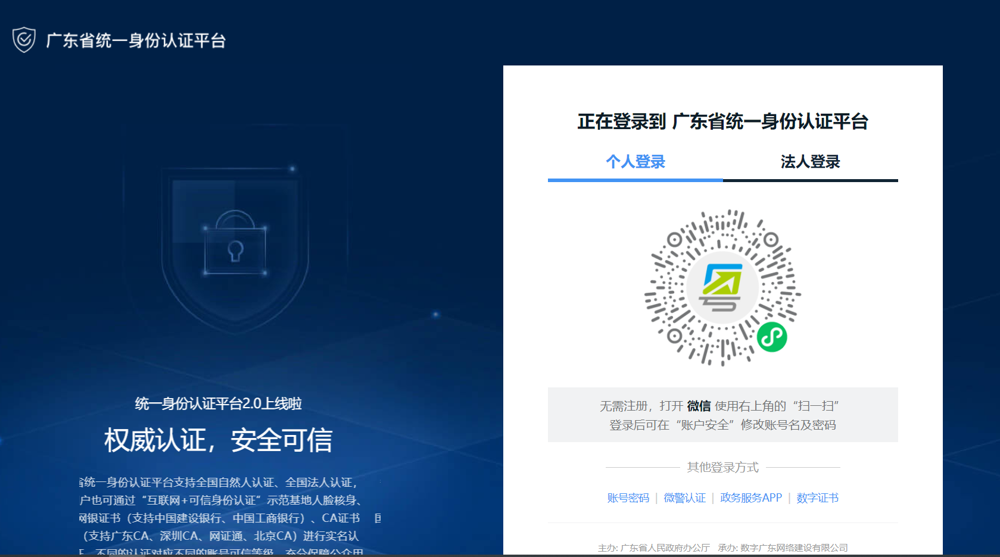 广东省统一身份认证平台
正在登录到 广东省统一身份认证平台
个人登录
法人登录
无需注册，打开 微信 使用右上角的“扫一扫”
登录后可在“账户安全”修改账号名及密码
其他登录方式
账号密码 | 微警认证 | 政务服务APP | 数字证书
主办: 广东省人民政府办公厅 承办: 数字广东网络建设有限公司
统一身份认证平台2.0上线啦
权威认证，安全可信
省统一身份认证平台支持全国自然人认证、全国法人认证，
户也可通过“互联网+可信身份认证”示范基地人脸核身、
网银证书（支持中国建设银行、中国工商银行）、CA证书
（支持广东CA、深圳CA、网证通、北京CA）进行实名认
不同的认证对应不同的账号可信等级，充分保障公众用